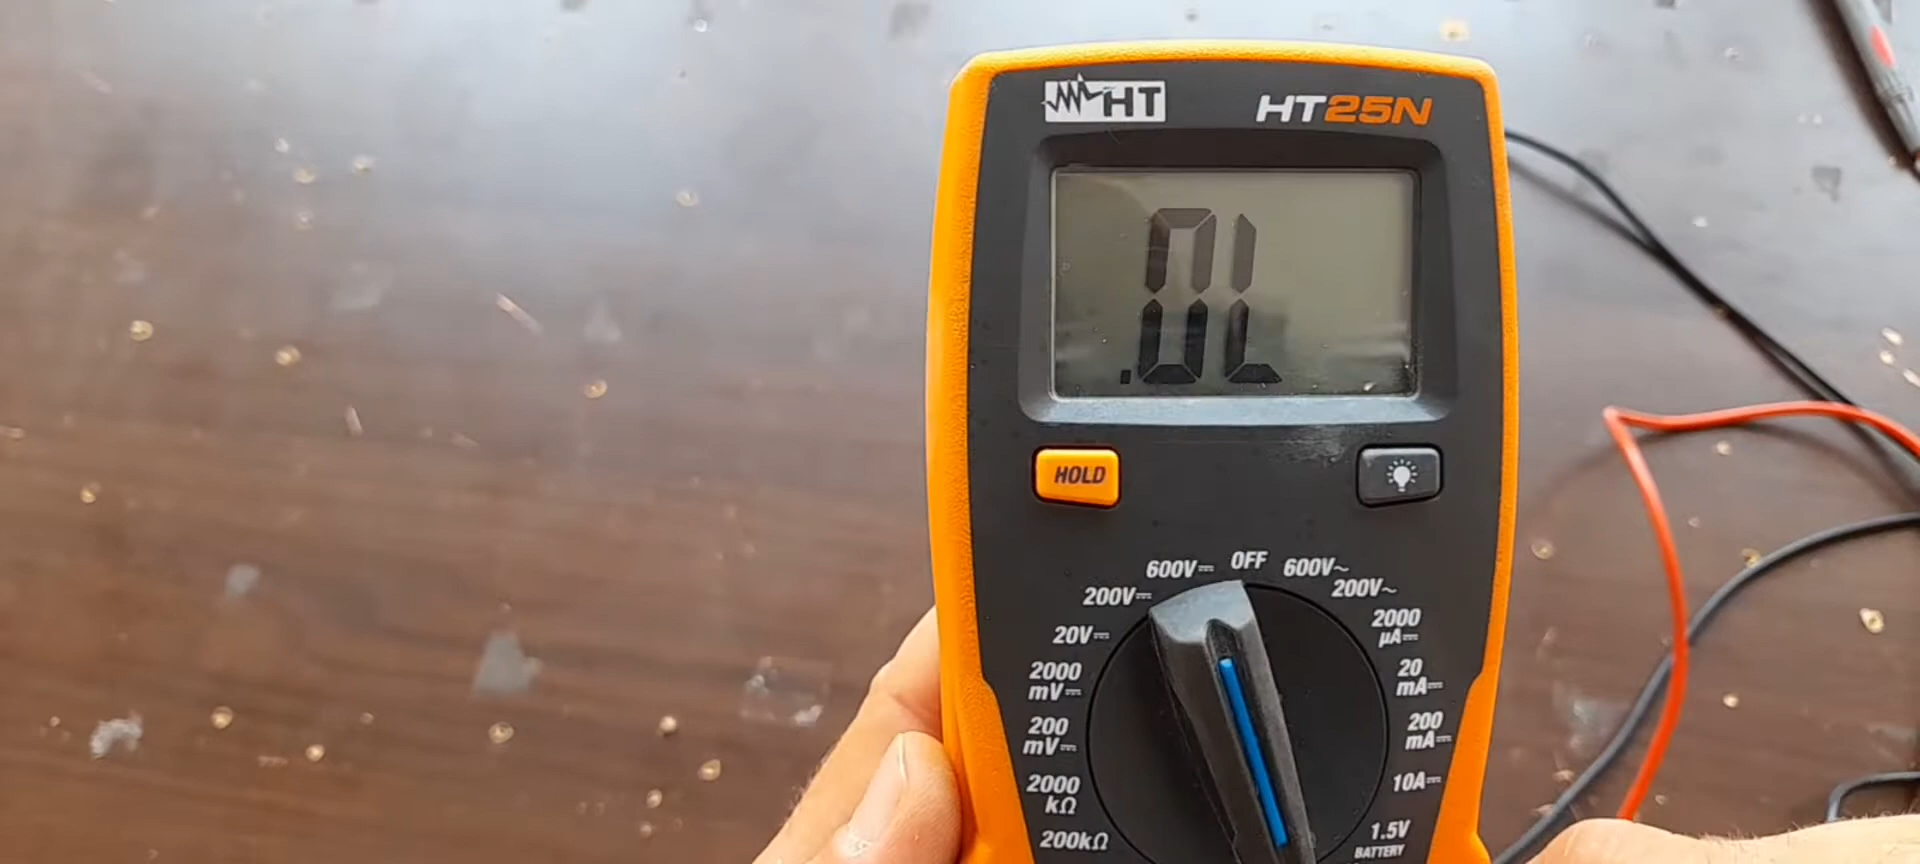 HT HT25N
.0L
HOLD
600V⎓ OFF 600V~
200V⎓ 200V~
20V⎓ 2000
µA⎓
2000
mV⎓ 20
mA⎓
200
mV⎓ 200
mA⎓
2000
kΩ 10A⎓
200kΩ 1.5V
BATTERY